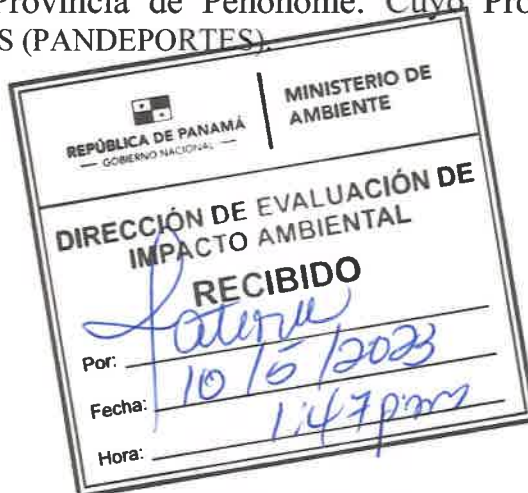 Provincia de Penonomé. Cuyo Pro
S (PANDEPORTES).
REPÚBLICA DE PANAMÁ
— GOBIERNO NACIONAL —
MINISTERIO DE
AMBIENTE
DIRECCIÓN DE EVALUACIÓN DE
IMPACTO AMBIENTAL
RECIBIDO
Por:
Fecha: 10/5/2023
Hora: 1:47pm